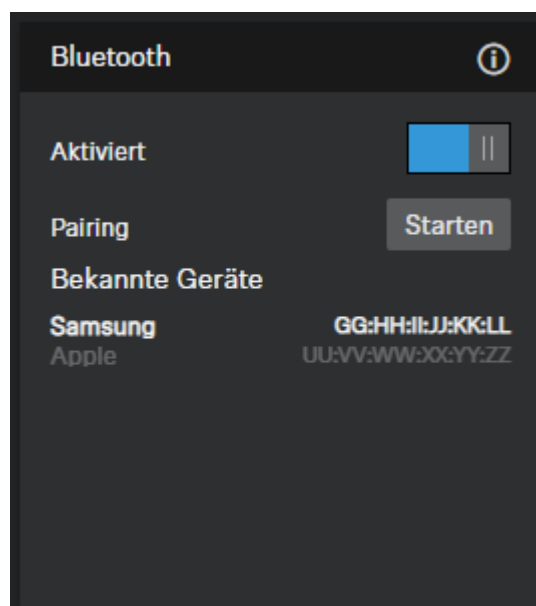 Bluetooth
Aktiviert
Pairing Starten
Bekannte Geräte
Samsung GG:HH:II:JJ:KK:LL
Apple UU:VV:WW:XX:YY:ZZ